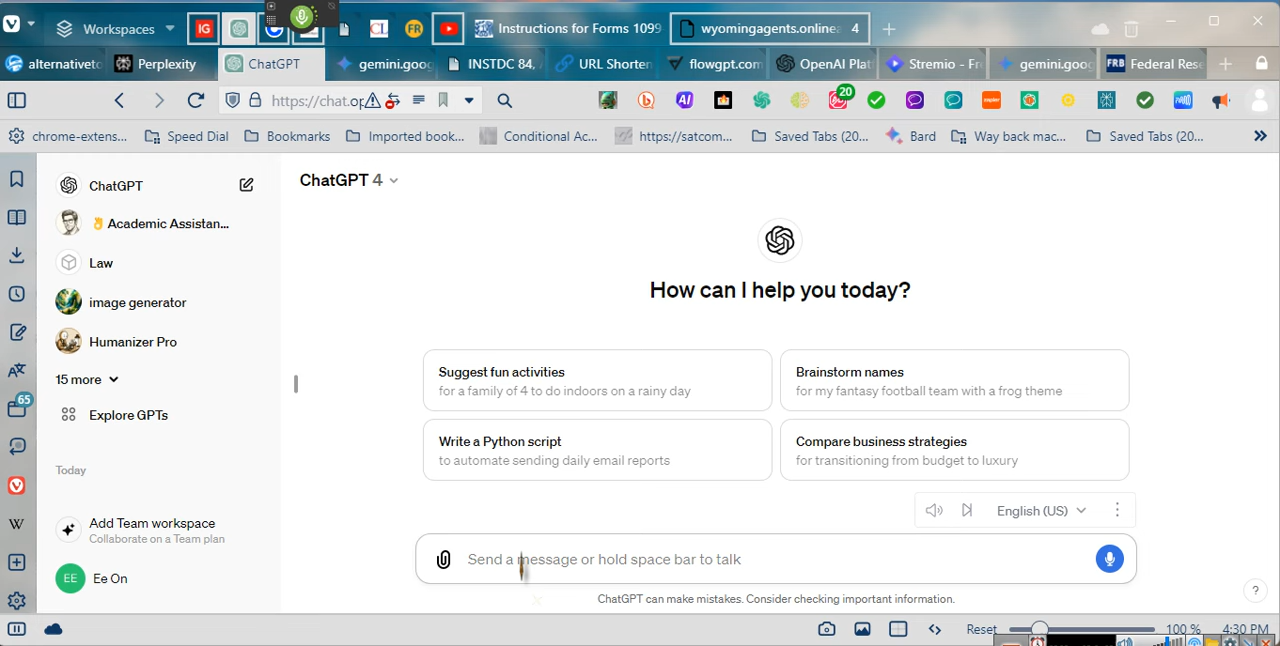 Workspaces
IG
CL
FR
Instructions for Forms 1099
wyomingagents.online 4
alternativeto
Perplexity
ChatGPT
gemini.goog
INSTDC 84,
URL Shorten
flowgpt.com
OpenAI Plat
Stremio - Fr
gemini.goog
FRB Federal Res
https://chat.op
20
chrome-extens...
Speed Dial
Bookmarks
Imported book...
Conditional Ac...
https://satcom...
Saved Tabs (20...
Bard
Way back mac...
Saved Tabs (20...
ChatGPT
Academic Assistan...
Law
image generator
Humanizer Pro
15 more
Explore GPTs
Today
Add Team workspace
Collaborate on a Team plan
EE Ee On
65
W
ChatGPT 4
How can I help you today?
Suggest fun activities
for a family of 4 to do indoors on a rainy day
Brainstorm names
for my fantasy football team with a frog theme
Write a Python script
to automate sending daily email reports
Compare business strategies
for transitioning from budget to luxury
English (US)
Send a message or hold space bar to talk
ChatGPT can make mistakes. Consider checking important information.
?
Reset
100 %
4:30 PM